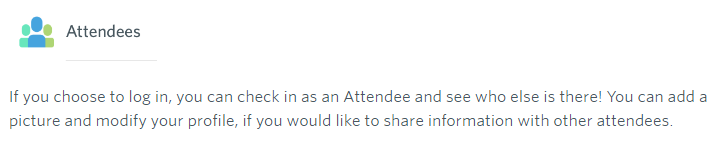 Attendees
If you choose to log in, you can check in as an Attendee and see who else is there! You can add a
picture and modify your profile, if you would like to share information with other attendees.